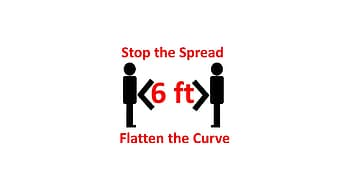 Stop the Spread
6 ft
Flatten the Curve